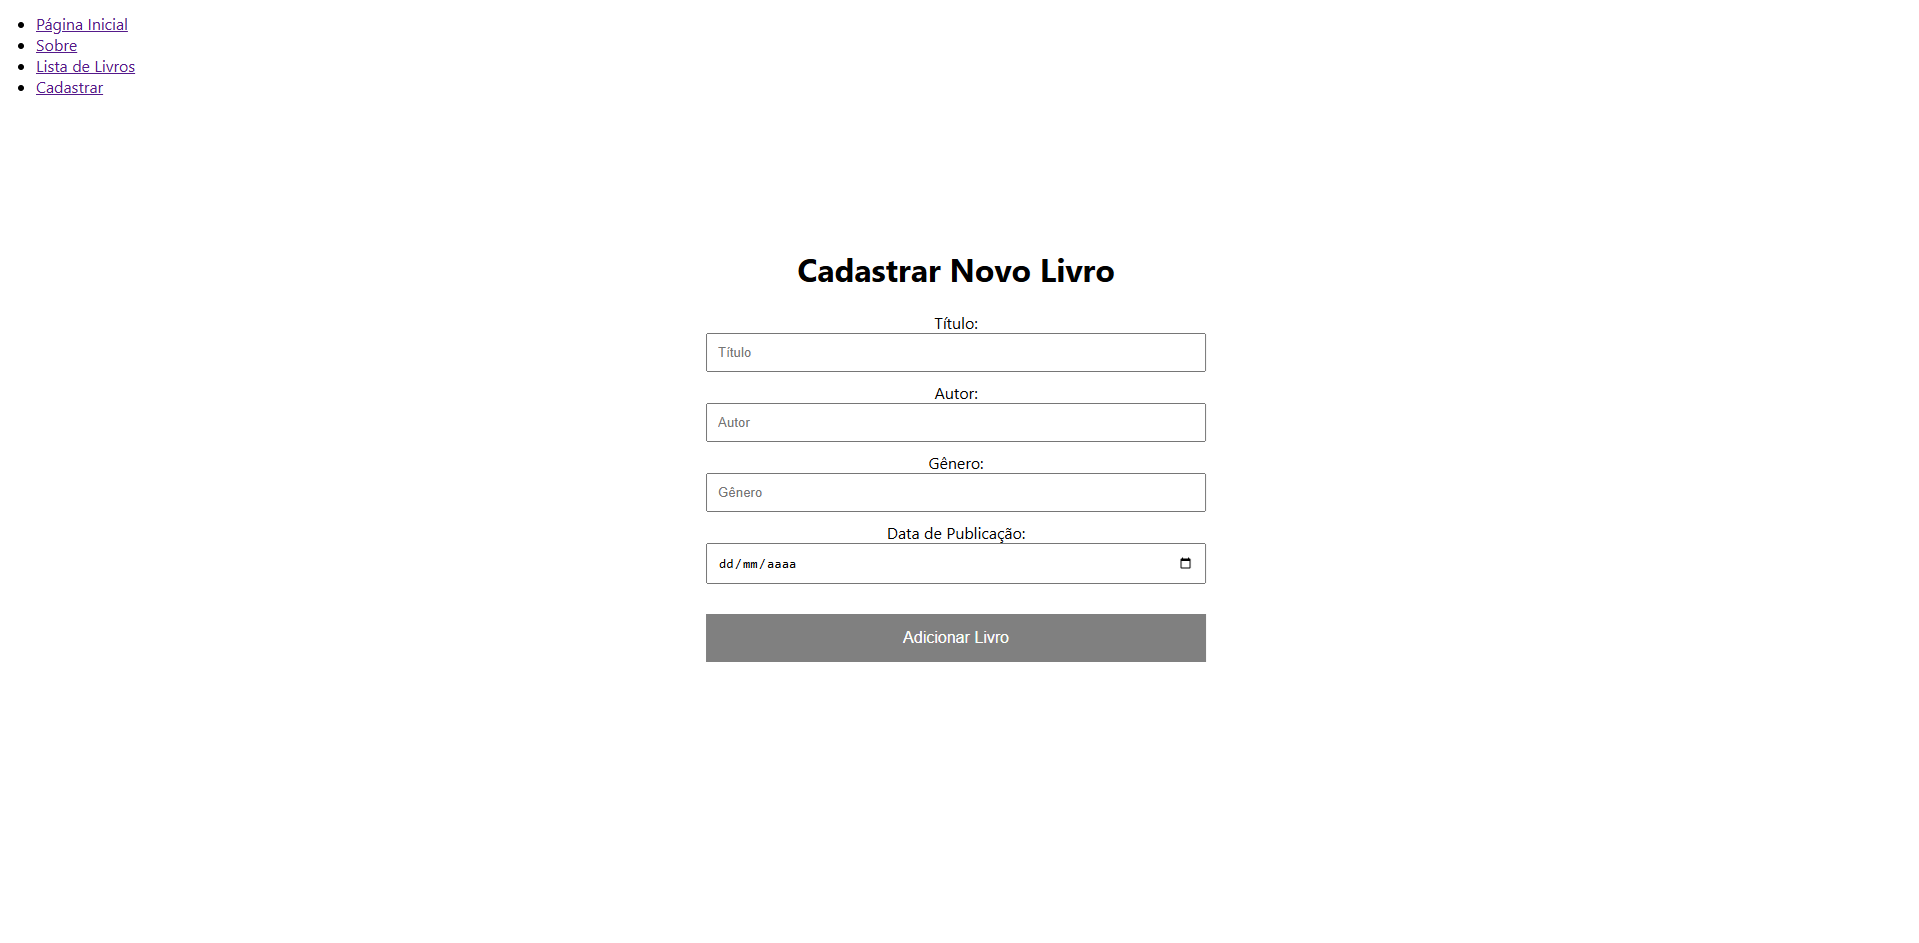 Página Inicial
Sobre
Lista de Livros
Cadastrar
Cadastrar Novo Livro
Título:
Título
Autor:
Autor
Gênero:
Gênero
Data de Publicação:
dd/mm/aaaa
Adicionar Livro